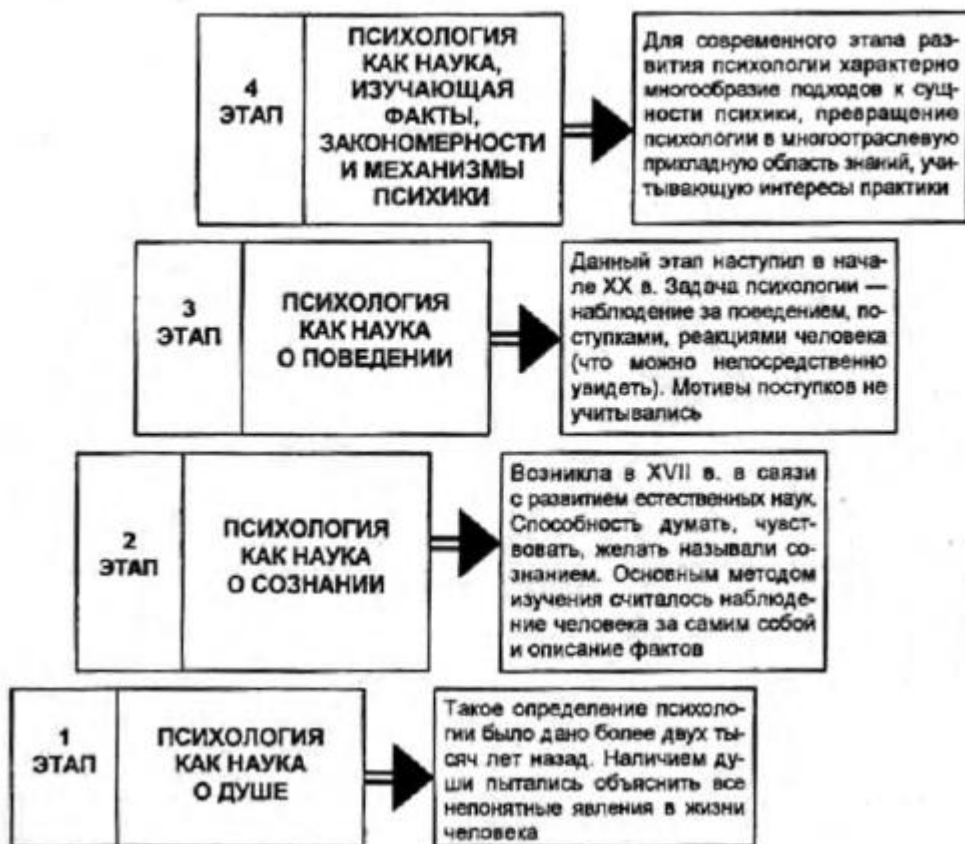 4
ЭТАП
ПСИХОЛОГИЯ
КАК НАУКА,
ИЗУЧАЮЩАЯ
ФАКТЫ,
ЗАКОНОМЕРНОСТИ
И МЕХАНИЗМЫ
ПСИХИКИ
Для современного этапа раз-
вития психологии характерно
многообразие подходов к сущ-
ности психики, превращение
психологии в многоотраслевую
прикладную область знаний, учи-
тывающую интересы практики
3
ЭТАП
ПСИХОЛОГИЯ
КАК НАУКА
О ПОВЕДЕНИИ
Данный этап наступил в нача-
ле XX в. Задача психологии —
наблюдение за поведением, по-
ступками, реакциями человека
(что можно непосредственно
увидеть). Мотивы поступков не
учитывались
2
ЭТАП
ПСИХОЛОГИЯ
КАК НАУКА
О СОЗНАНИИ
Возникла в XVII в. в связи
с развитием естественных наук.
Способность думать, чувст-
вовать, желать называли со-
знанием. Основным методом
изучения считалось наблюде-
ние человека за самим собой
и описание фактов
1
ЭТАП
ПСИХОЛОГИЯ
КАК НАУКА
О ДУШЕ
Такое определение психоло-
гии было дано более двух ты-
сяч лет назад. Наличием ду-
ши пытались объяснить все
непонятные явления в жизни
человека